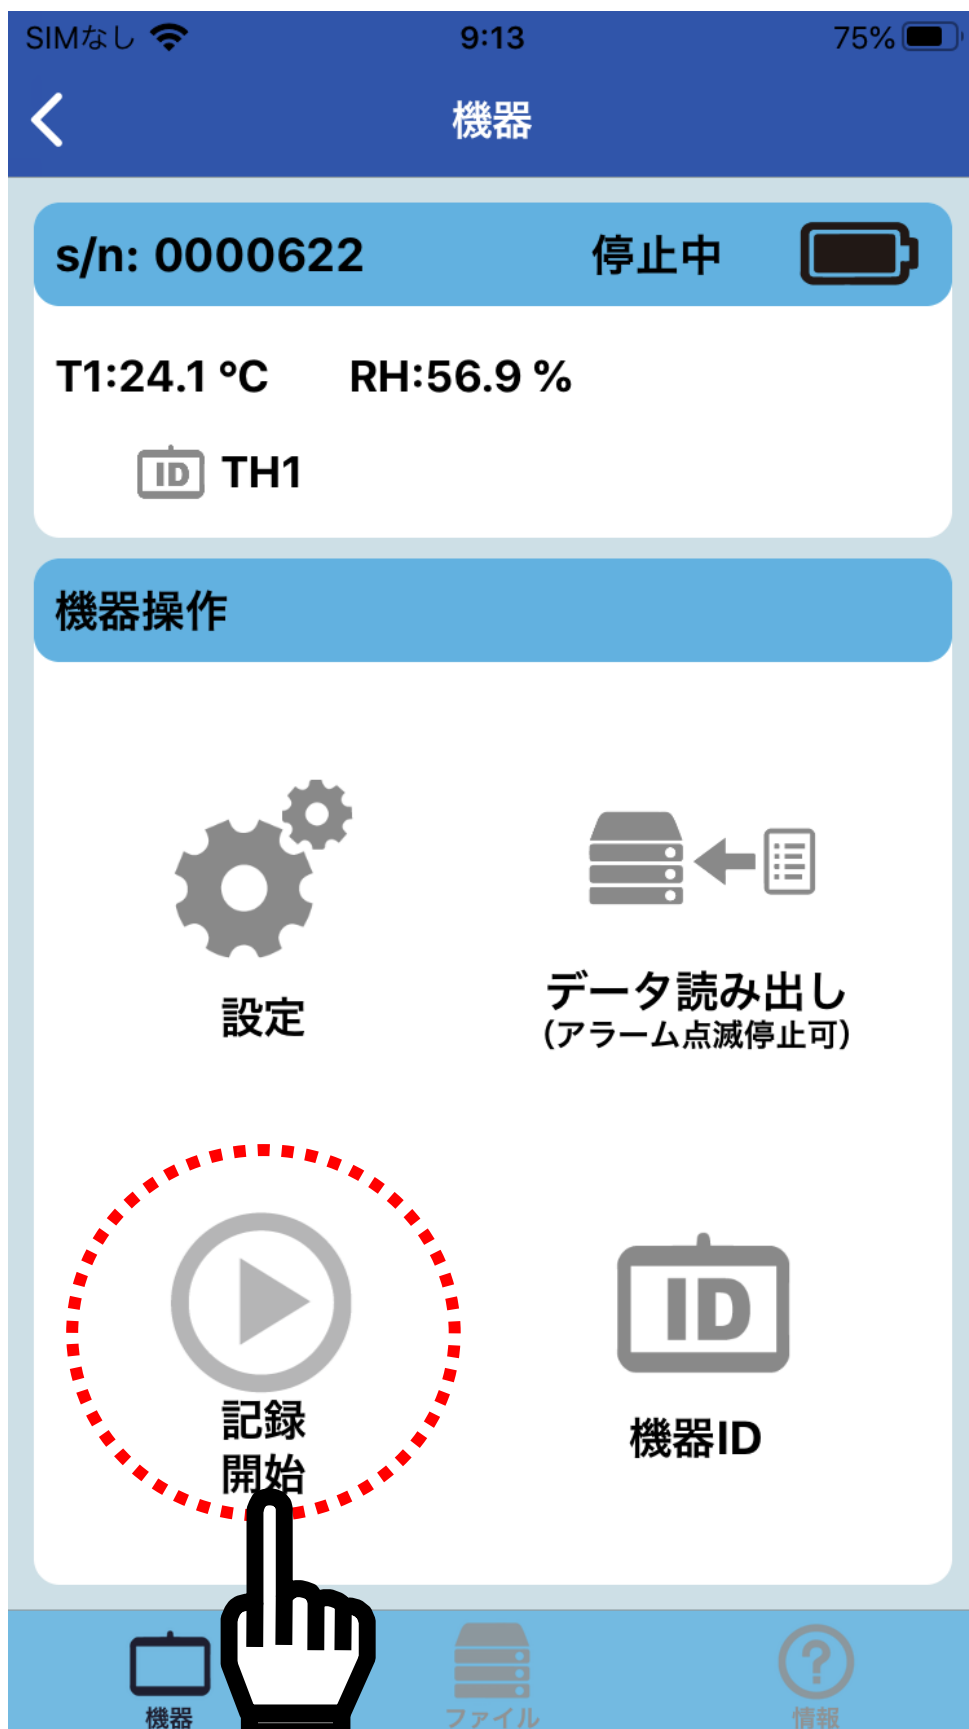 SIMなし 9:13 75%
機器
s/n: 0000622 停止中
T1:24.1 °C RH:56.9 %
ID TH1
機器操作
設定
データ読み出し
(アラーム点滅停止可)
記録
開始
ID
機器ID
機器 ファイル 情報